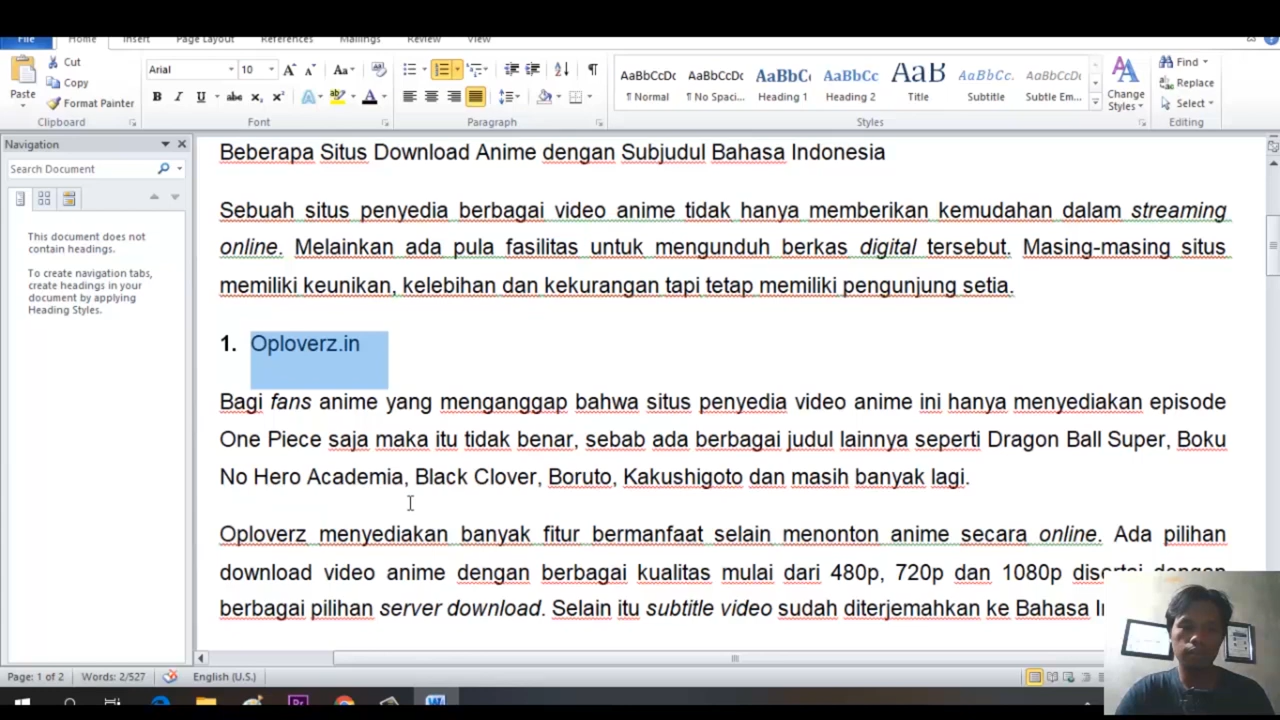 File Home Insert Page Layout References Mailings Review View
Paste Cut Copy Format Painter
Clipboard
Arial 10
Font
Paragraph
AaBbCcDc AaBbCcDc AaBbC AaBbCc AaB AaBbCc. AaBbCcDc
¶ Normal ¶ No Spaci... Heading 1 Heading 2 Title Subtitle Subtle Em...
Change Styles
Styles
Find
Replace
Select
Editing
Navigation
Search Document
This document does not
contain headings.
To create navigation tabs,
create headings in your
document by applying
Heading Styles.
Beberapa Situs Download Anime dengan Subjudul Bahasa Indonesia
Sebuah situs penyedia berbagai video anime tidak hanya memberikan kemudahan dalam streaming
online. Melainkan ada pula fasilitas untuk mengunduh berkas digital tersebut. Masing-masing situs
memiliki keunikan, kelebihan dan kekurangan tapi tetap memiliki pengunjung setia.
1. Oploverz.in
Bagi fans anime yang menganggap bahwa situs penyedia video anime ini hanya menyediakan episode
One Piece saja maka itu tidak benar, sebab ada berbagai judul lainnya seperti Dragon Ball Super, Boku
No Hero Academia, Black Clover, Boruto, Kakushigoto dan masih banyak lagi.
Oploverz menyediakan banyak fitur bermanfaat selain menonton anime secara online. Ada pilihan
download video anime dengan berbagai kualitas mulai dari 480p, 720p dan 1080p disertai dengan
berbagai pilihan server download. Selain itu subtitle video sudah diterjemahkan ke Bahasa
Page: 1 of 2 Words: 2/527 English (U.S.)